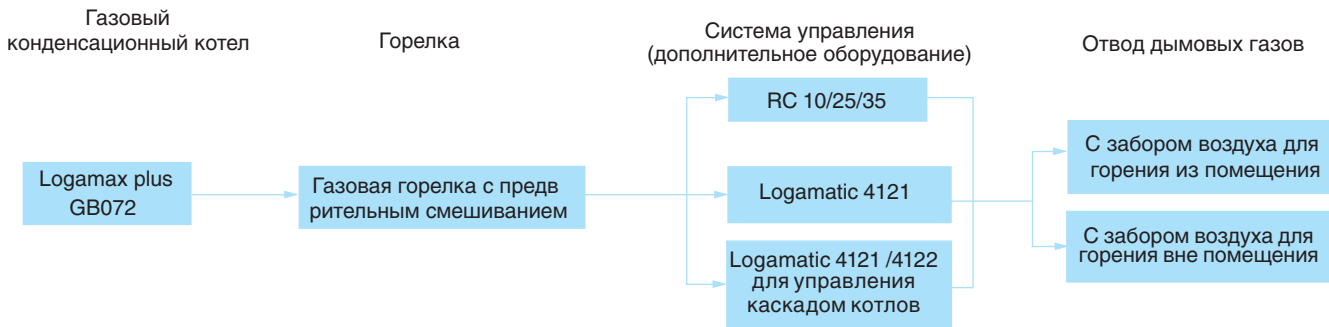 Газовый
конденсационный котел
Горелка
Система управления
(дополнительное оборудование)
Отвод дымовых газов
Logamax plus
GB072
Газовая горелка с предв
рительным смешиванием
RC 10/25/35
Logamatic 4121
Logamatic 4121 /4122
для управления
каскадом котлов
С забором воздуха для
горения из помещения
С забором воздуха для
горения вне помещения